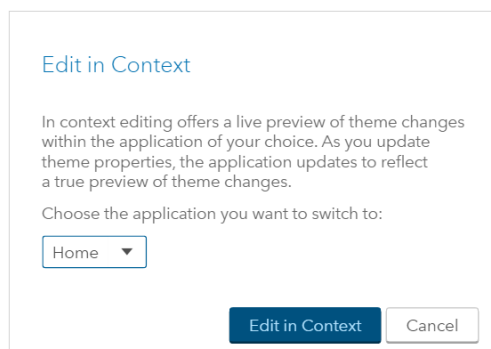 Edit in Context
In context editing offers a live preview of theme changes
within the application of your choice. As you update
theme properties, the application updates to reflect
a true preview of theme changes.
Choose the application you want to switch to:
Home
Edit in Context Cancel